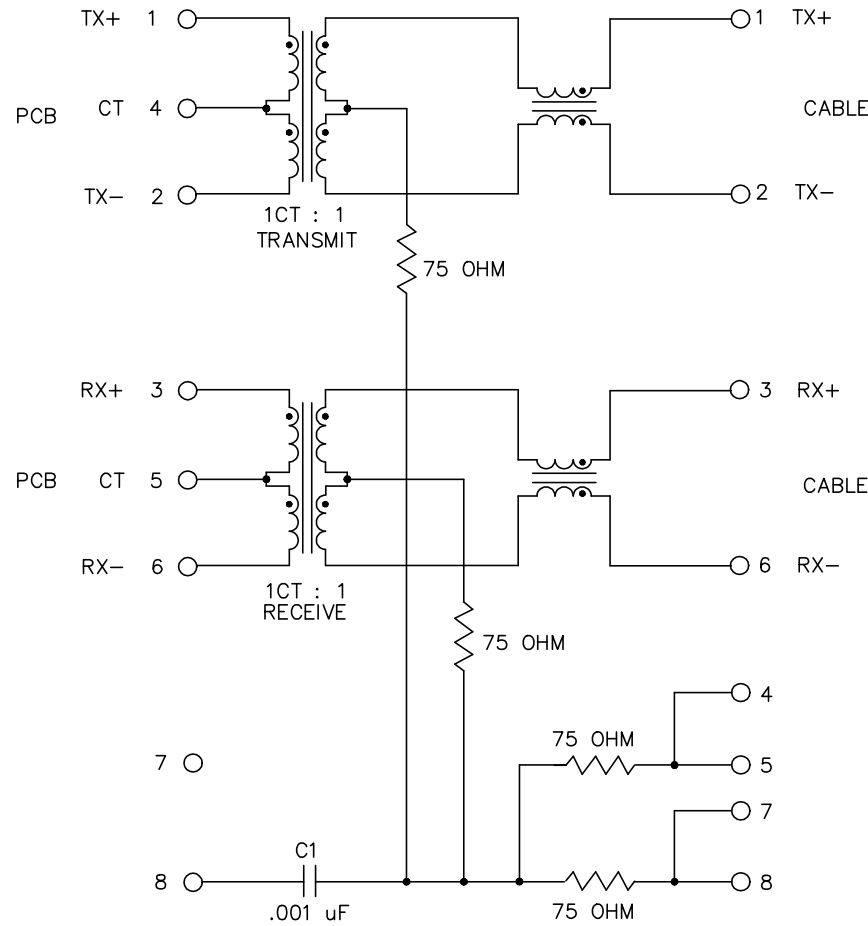 TX+ 1
1 TX+
PCB CT 4
CABLE
TX- 2
2 TX-
1CT : 1
TRANSMIT
75 OHM
RX+ 3
3 RX+
PCB CT 5
CABLE
RX- 6
6 RX-
1CT : 1
RECEIVE
75 OHM
4
75 OHM
7
5
7
C1
8
8
.001 uF
75 OHM